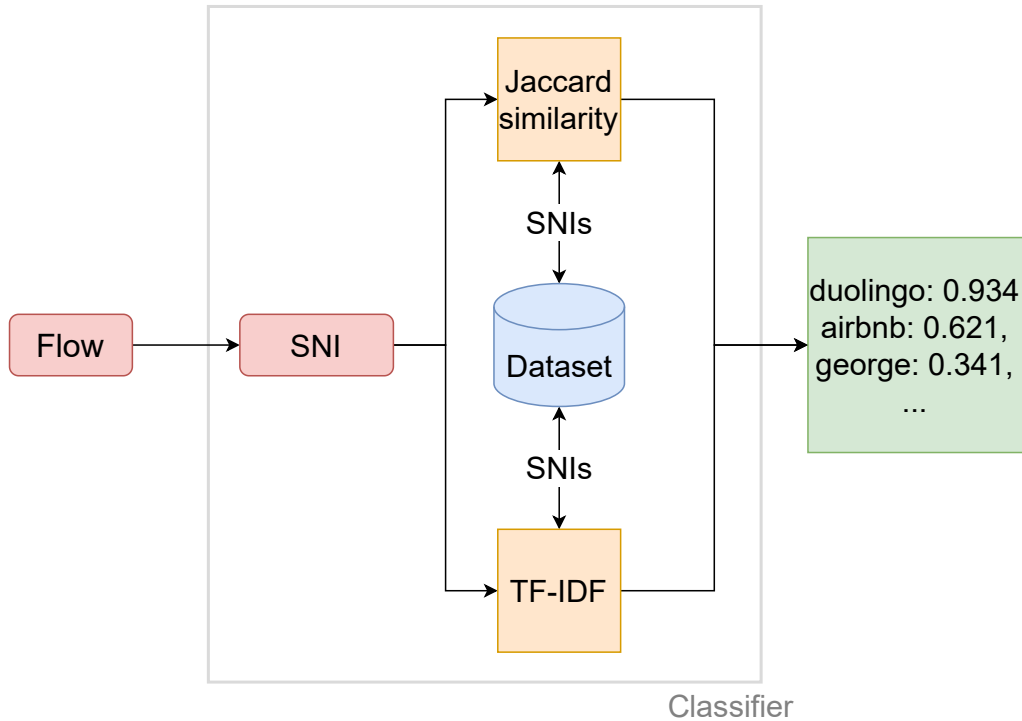 Flow
SNI
Jaccard
similarity
SNIs
Dataset
SNIs
TF-IDF
duolingo: 0.934
airbnb: 0.621,
george: 0.341,
...
Classifier